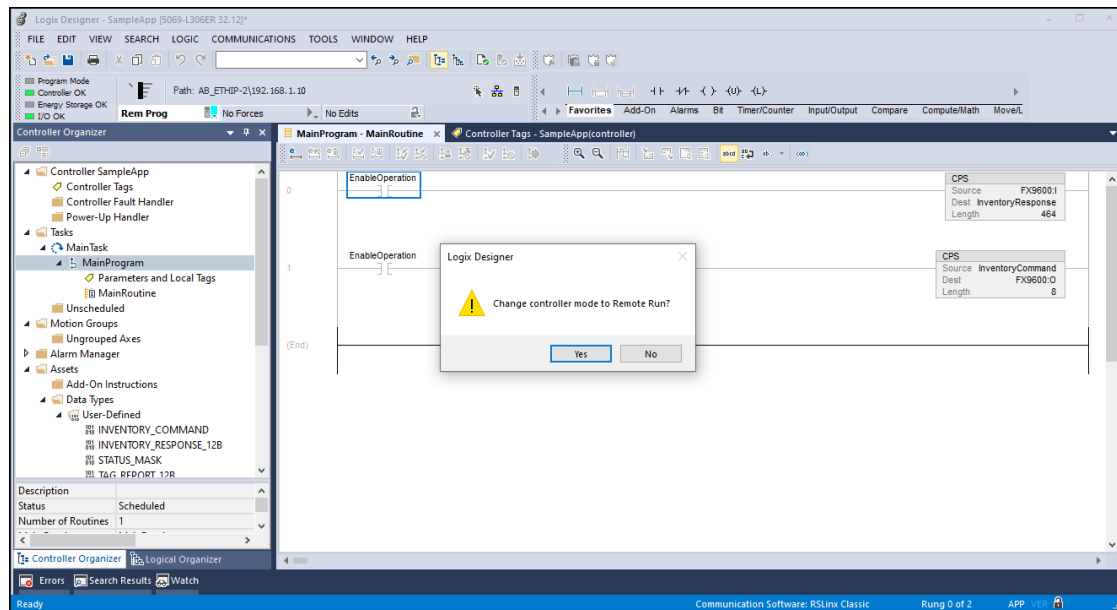 Logix Designer - SampleApp [5069-L306ER 32.12]*
FILE EDIT VIEW SEARCH LOGIC COMMUNICATIONS TOOLS WINDOW HELP
Program Mode
Controller OK
Energy Storage OK
I/O OK
Path: AB_ETHIP-2\192.168.1.10
Rem Prog No Forces No Edits
Favorites Add-On Alarms Bit Timer/Counter Input/Output Compare Compute/Math Move/L
Controller Organizer
MainProgram - MainRoutine Controller Tags - SampleApp(controller)
Controller SampleApp
Controller Tags
Controller Fault Handler
Power-Up Handler
Tasks
MainTask
MainProgram
Parameters and Local Tags
MainRoutine
Unscheduled
Motion Groups
Ungrouped Axes
Alarm Manager
Assets
Add-On Instructions
Data Types
User-Defined
INVENTORY_COMMAND
INVENTORY_RESPONSE_12B
STATUS_MASK
TAG_REPORT_12B
Description
Status Scheduled
Number of Routines 1
Controller Organizer Logical Organizer
0
EnableOperation
CPS
Source FX9600:I
Dest InventoryResponse
Length 464
1
EnableOperation
CPS
Source InventoryCommand
Dest FX9600:O
Length 8
(End)
Logix Designer
Change controller mode to Remote Run?
Yes No
Errors Search Results Watch
Ready Communication Software: RSLinx Classic Rung 0 of 2 APP VER